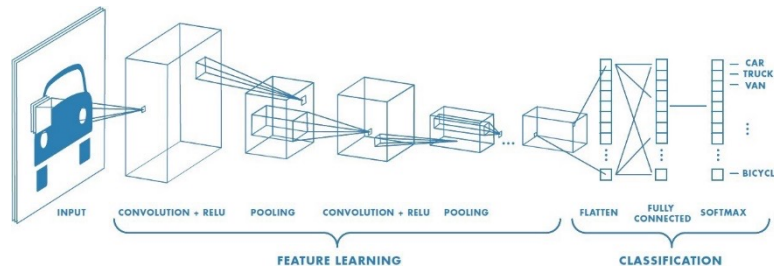 CAR
TRUCK
VAN
BICYCL
INPUT
CONVOLUTION + RELU
POOLING
CONVOLUTION + RELU
POOLING
FLATTEN
FULLY
CONNECTED
SOFTMAX
FEATURE LEARNING
CLASSIFICATION